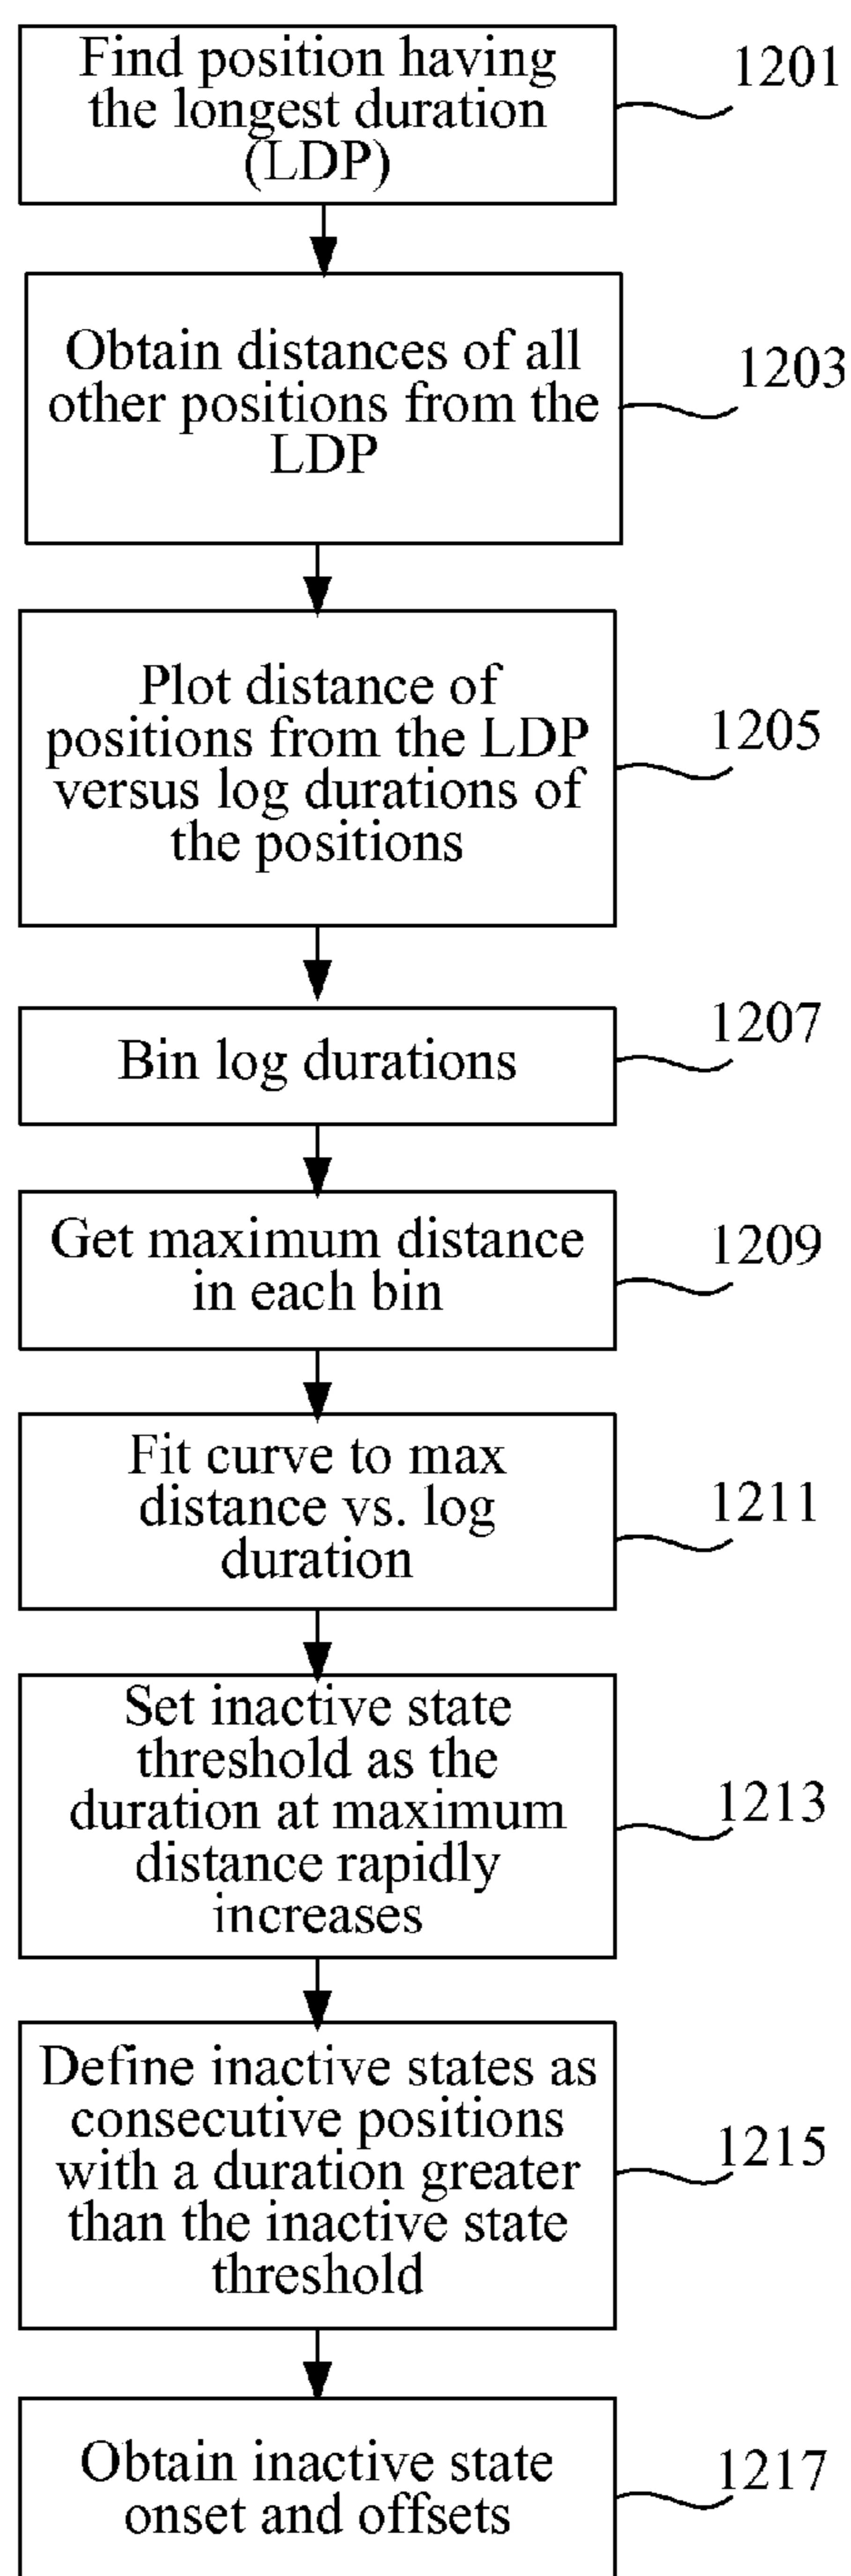 Find position having
the longest duration
(LDP)
1201
Obtain distances of all
other positions from the
LDP
1203
Plot distance of
positions from the LDP
versus log durations of
the positions
1205
Bin log durations
1207
Get maximum distance
in each bin
1209
Fit curve to max
distance vs. log
duration
1211
Set inactive state
threshold as the
duration at maximum
distance rapidly
increases
1213
Define inactive states as
consecutive positions
with a duration greater
than the inactive state
threshold
1215
Obtain inactive state
onset and offsets
1217